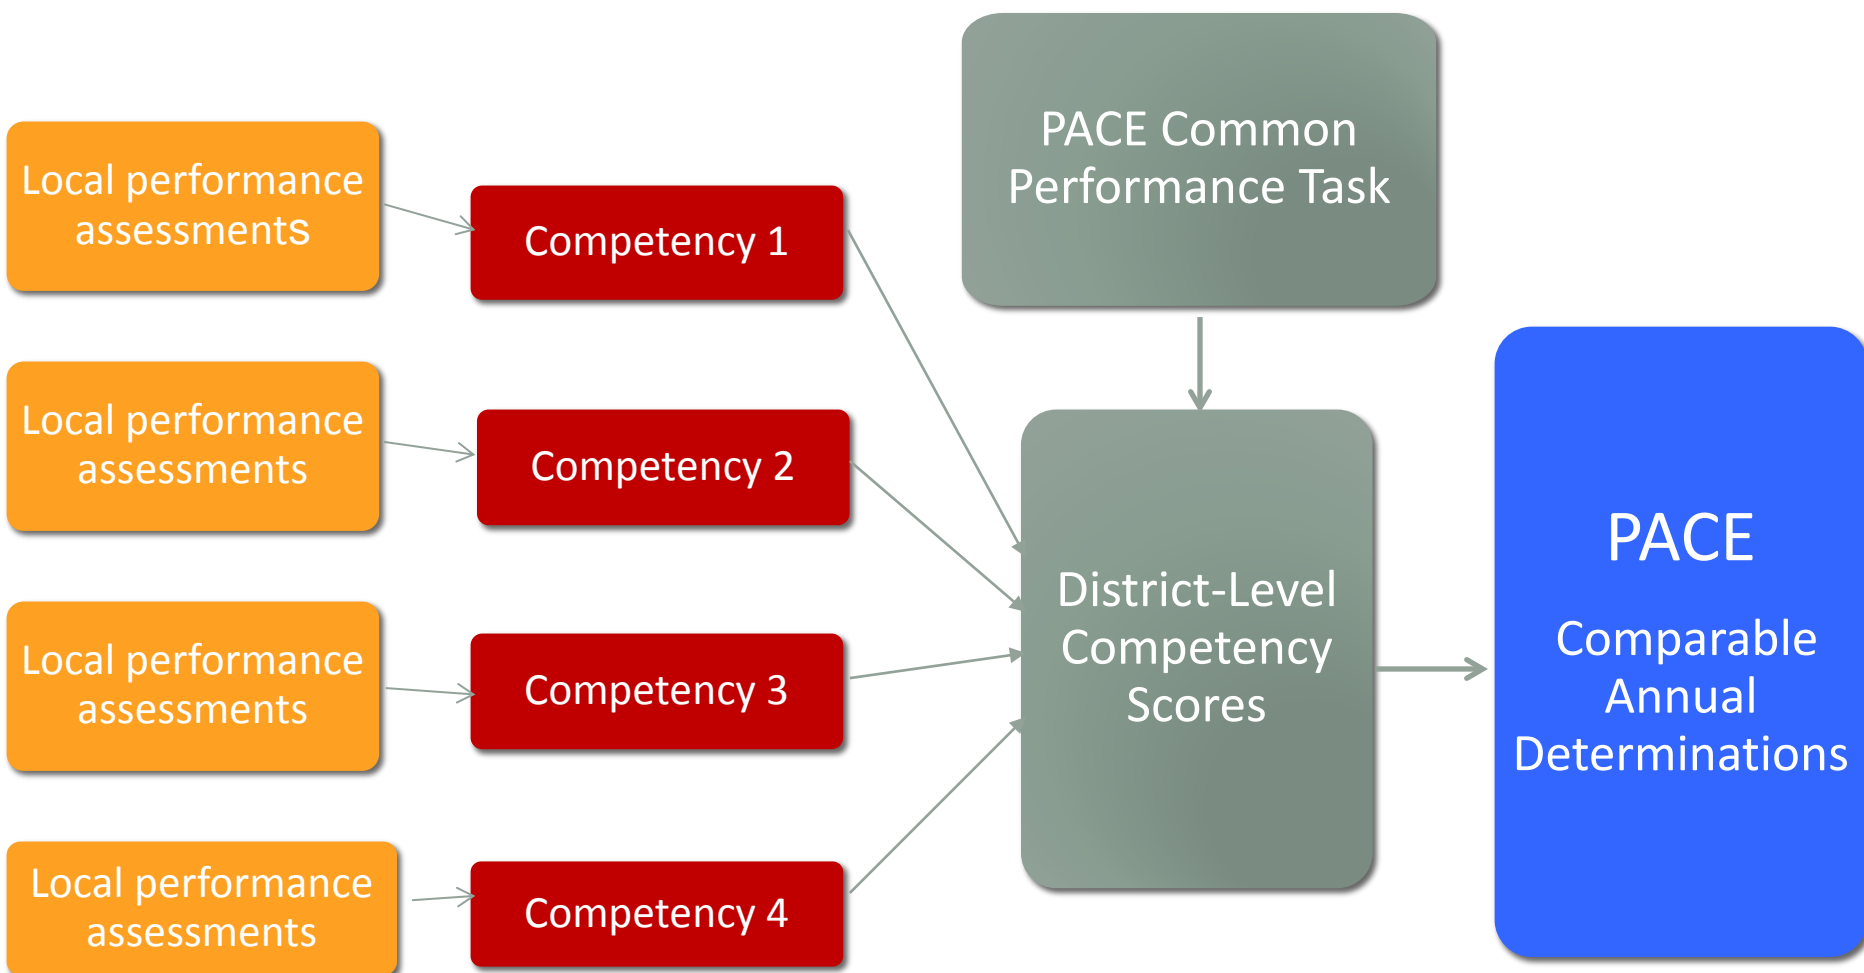 PACE Common
Performance Task
Local performance
assessments
Competency 1
Local performance
assessments
Competency 2
Local performance
assessments
Competency 3
Local performance
assessments
Competency 4
District-Level
Competency
Scores
PACE
Comparable
Annual
Determinations